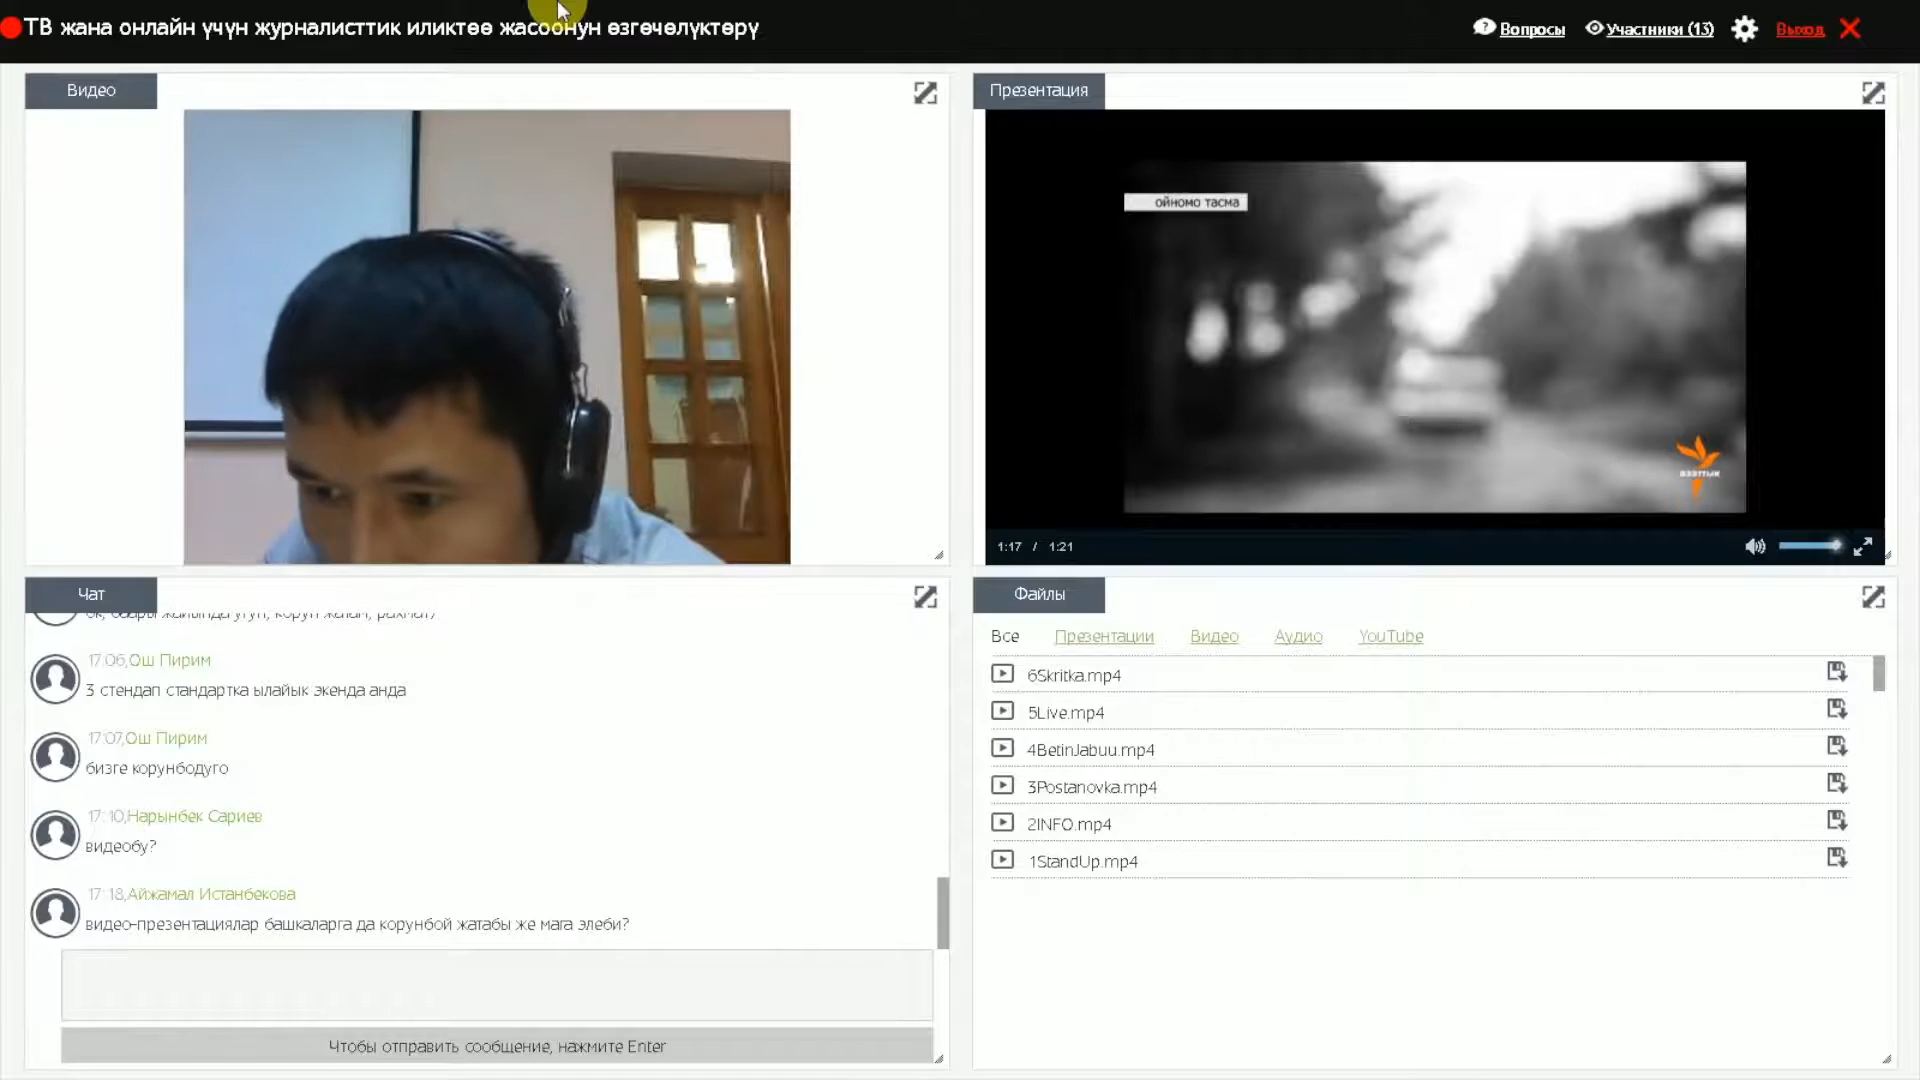 ТВ жана онлайн үчүн журналисттик иликтөө жасоонун өзгөчөлүктөрү
Вопросы
Участники (13)
Выход
Видео
Презентация
ойномо тасма
азаттык
1:17 / 1:21
Чат
17:06,Ош Пирим
3 стендап стандартка ылайык экенда анда
17:07,Ош Пирим
бизге корунбодуго
17:10,Нарынбек Сариев
видеобу?
17:18,Айжамал Истанбекова
видео-презентациялар башкаларга да корунбой жатабы же мага элеби?
Чтобы отправить сообщение, нажмите Enter
Файлы
Все Презентации Видео Аудио YouTube
6Skritka.mp4
5Live.mp4
4BetinJabuu.mp4
3Postanovka.mp4
2INFO.mp4
1StandUp.mp4